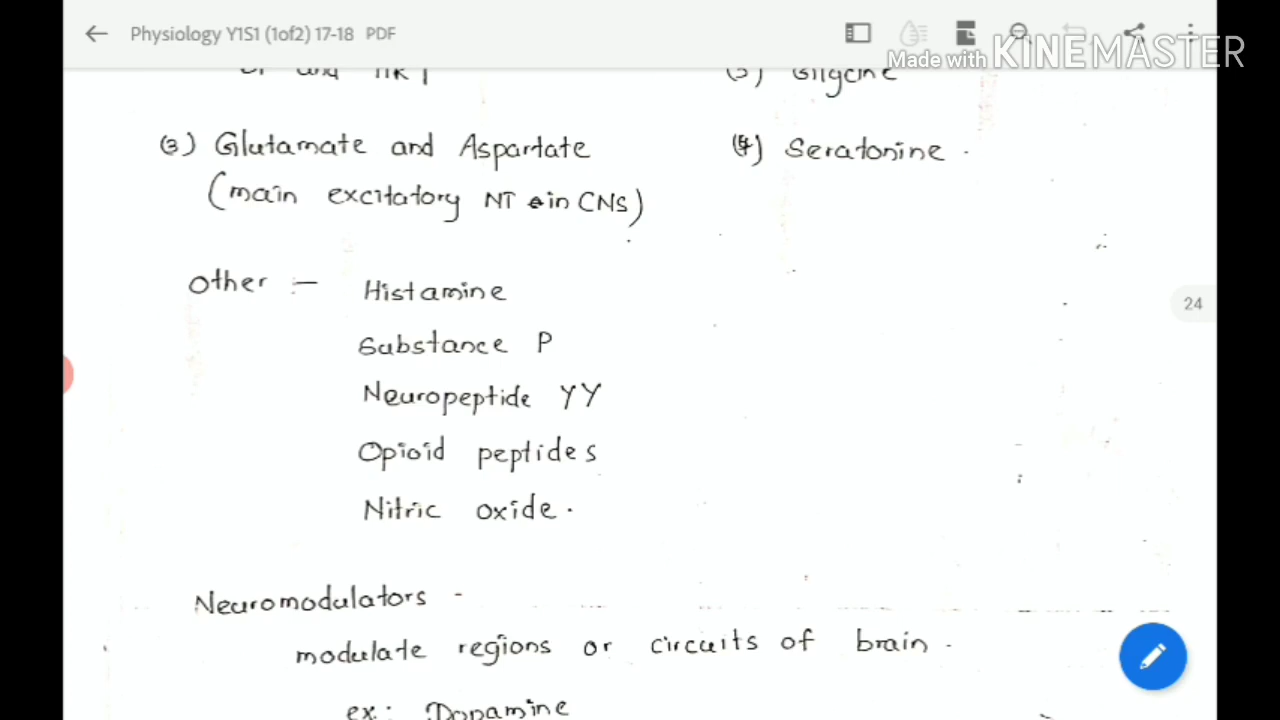 Physiology Y1S1 (1of2) 17-18 PDF
Made with KINEMASTER
and
Glycine
(3) Glutamate and Aspartate
(4) Seratonine .
(main excitatory NT in CNS)
Other :- Histamine
24
Substance P
Neuropeptide YY
Opioid peptides
Nitric oxide.
Neuromodulators -
modulate regions or circuits of brain.
ex: Dopamine